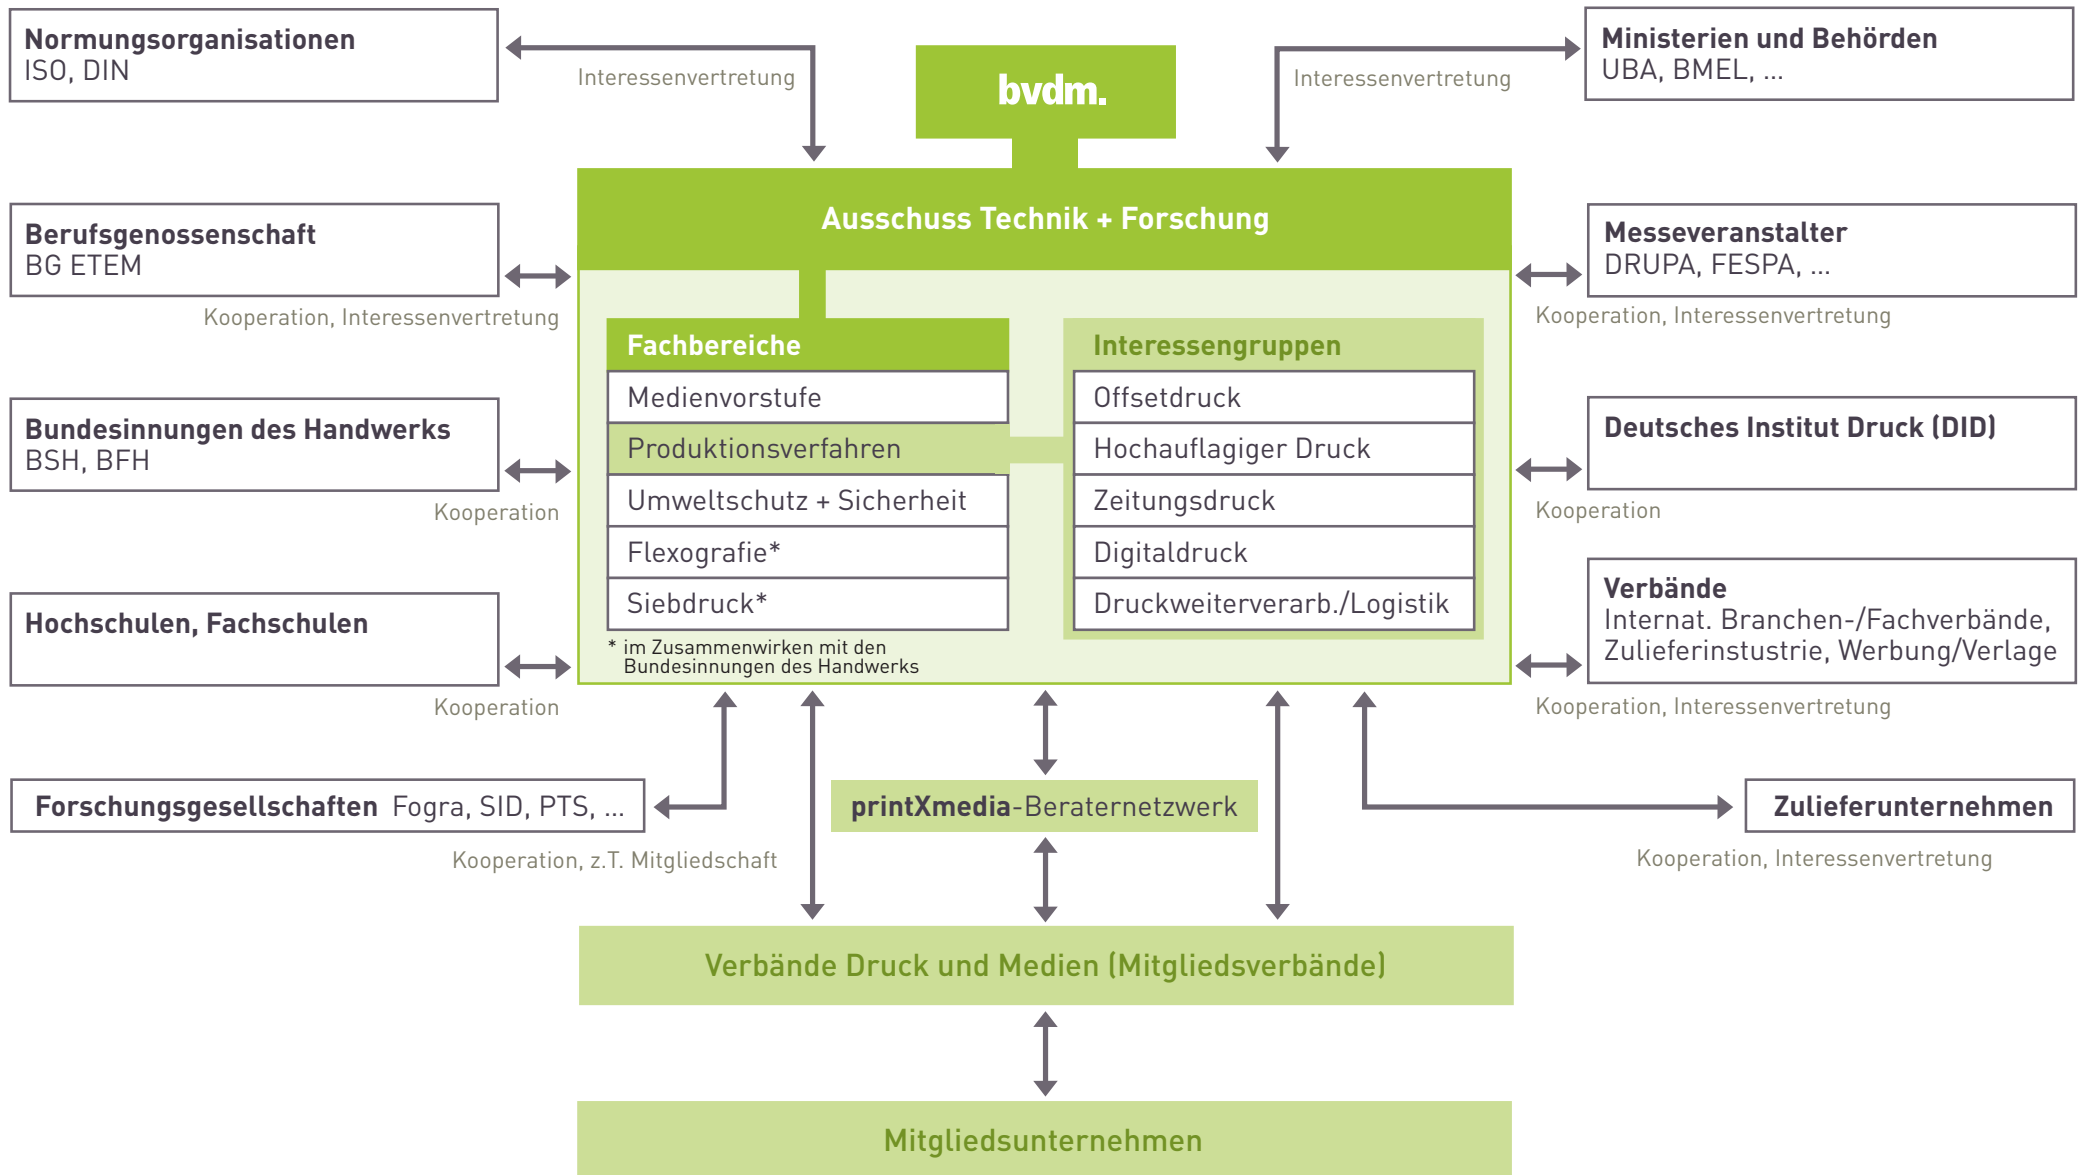 Normungsorganisationen
ISO, DIN
Interessenvertretung
bvdm.
Interessenvertretung
Ministerien und Behörden
UBA, BMEL, ...
Berufsgenossenschaft
BG ETEM
Kooperation, Interessenvertretung
Bundesinnungen des Handwerks
BSH, BFH
Kooperation
Hochschulen, Fachschulen
Kooperation
Ausschuss Technik + Forschung
Fachbereiche
Medienvorstufe
Produktionsverfahren
Umweltschutz + Sicherheit
Flexografie*
Siebdruck*
* im Zusammenwirken mit den
Bundesinnungen des Handwerks
Interessengruppen
Offsetdruck
Hochauflagiger Druck
Zeitungsdruck
Digitaldruck
Druckweiterverarb./Logistik
Messeveranstalter
DRUPA, FESPA, ...
Kooperation, Interessenvertretung
Deutsches Institut Druck (DID)
Kooperation
Verbände
Internat. Branchen-/Fachverbände,
Zulieferinstustrie, Werbung/Verlage
Kooperation, Interessenvertretung
Forschungsgesellschaften Fogra, SID, PTS, ...
Kooperation, z.T. Mitgliedschaft
printXmedia-Beraternetzwerk
Zulieferunternehmen
Kooperation, Interessenvertretung
Verbände Druck und Medien (Mitgliedsverbände)
Mitgliedsunternehmen